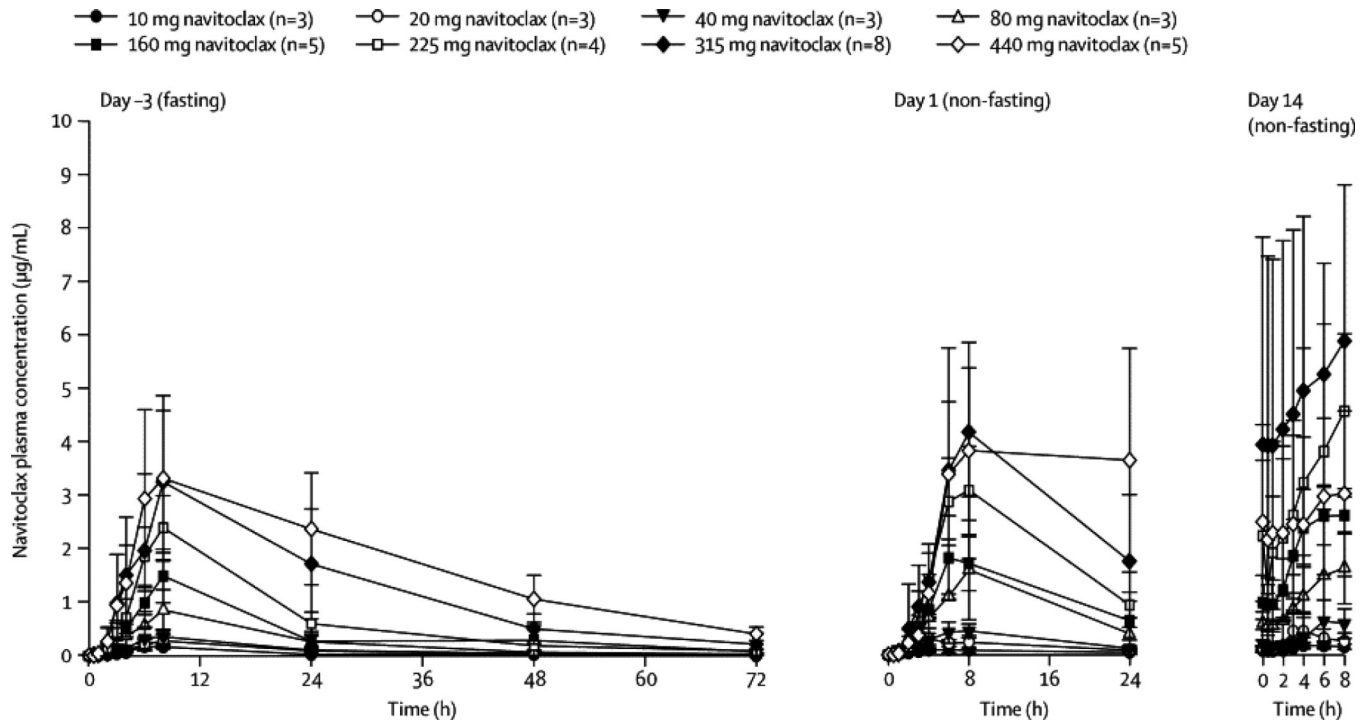 10 mg navitoclax (n=3) 20 mg navitoclax (n=3) 40 mg navitoclax (n=3) 80 mg navitoclax (n=3)
160 mg navitoclax (n=5) 225 mg navitoclax (n=4) 315 mg navitoclax (n=8) 440 mg navitoclax (n=5)
Day –3 (fasting)
Day 1 (non-fasting)
Day 14
(non-fasting)
Navitoclax plasma concentration (µg/mL)
10
9
8
7
6
5
4
3
2
1
0
0 12 24 36 48 60 72
Time (h)
0 8 16 24
Time (h)
0 2 4 6 8
Time (h)